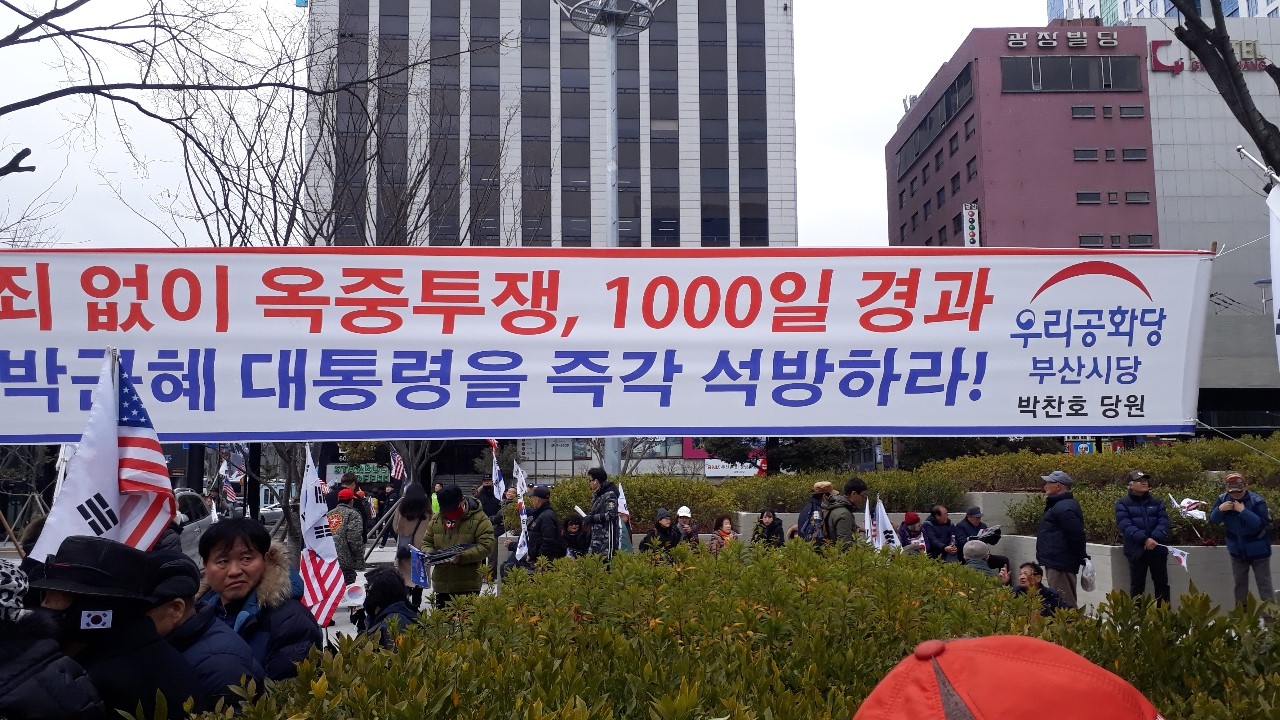 광장빌딩
죄 없이 옥중투쟁, 1000일 경과
박근혜 대통령을 즉각 석방하라!
우리공화당
부산시당
박찬호 당원